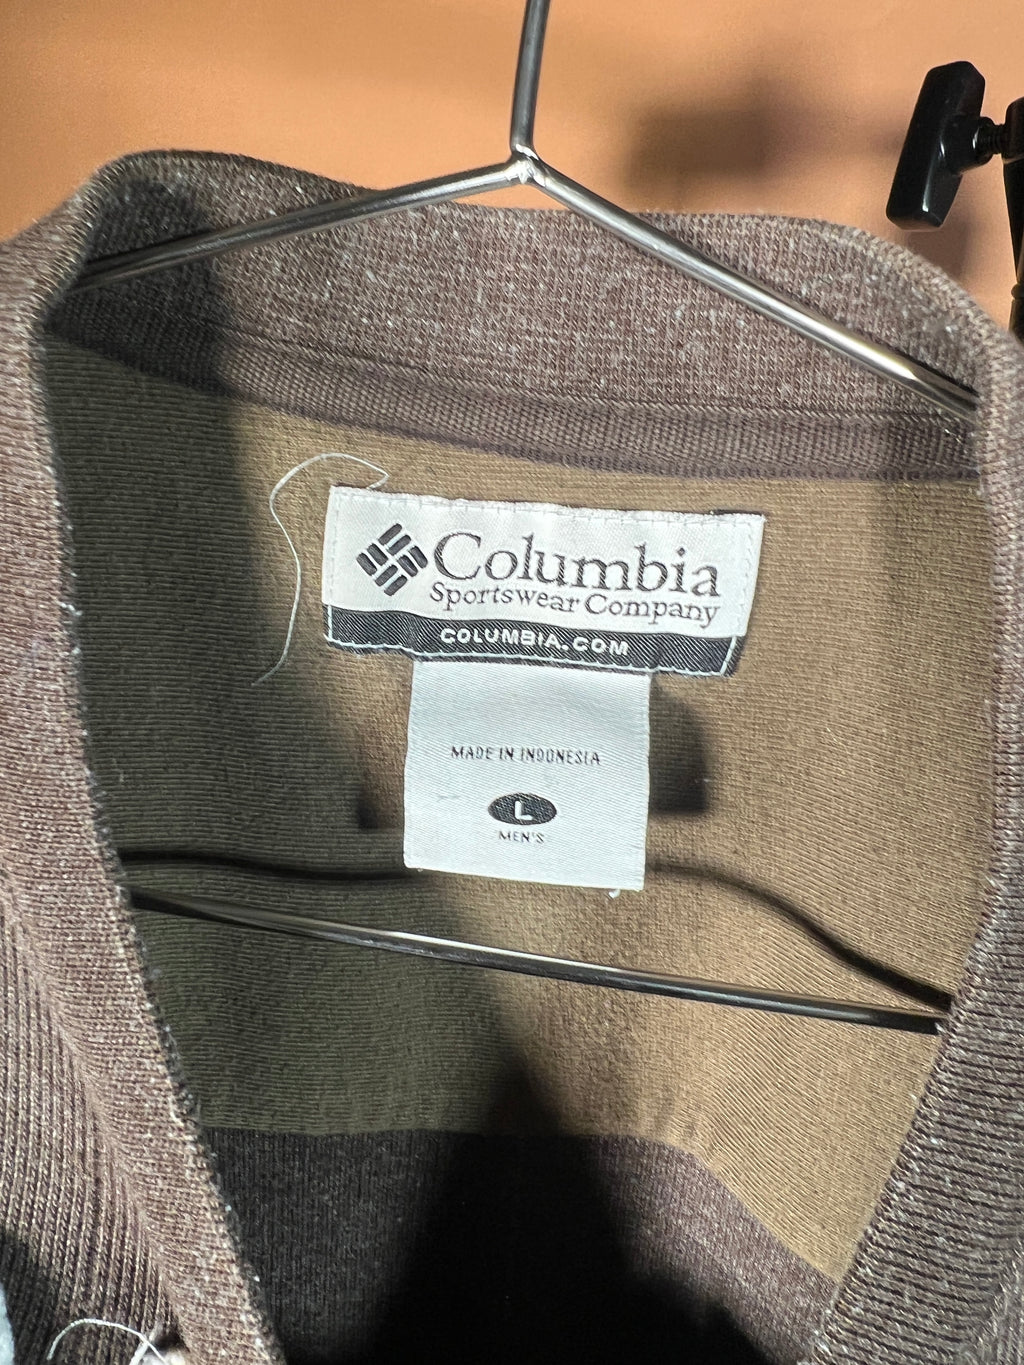 Columbia
Sportswear Company
COLUMBIA.COM
MADE IN INDONESIA
L
MEN'S